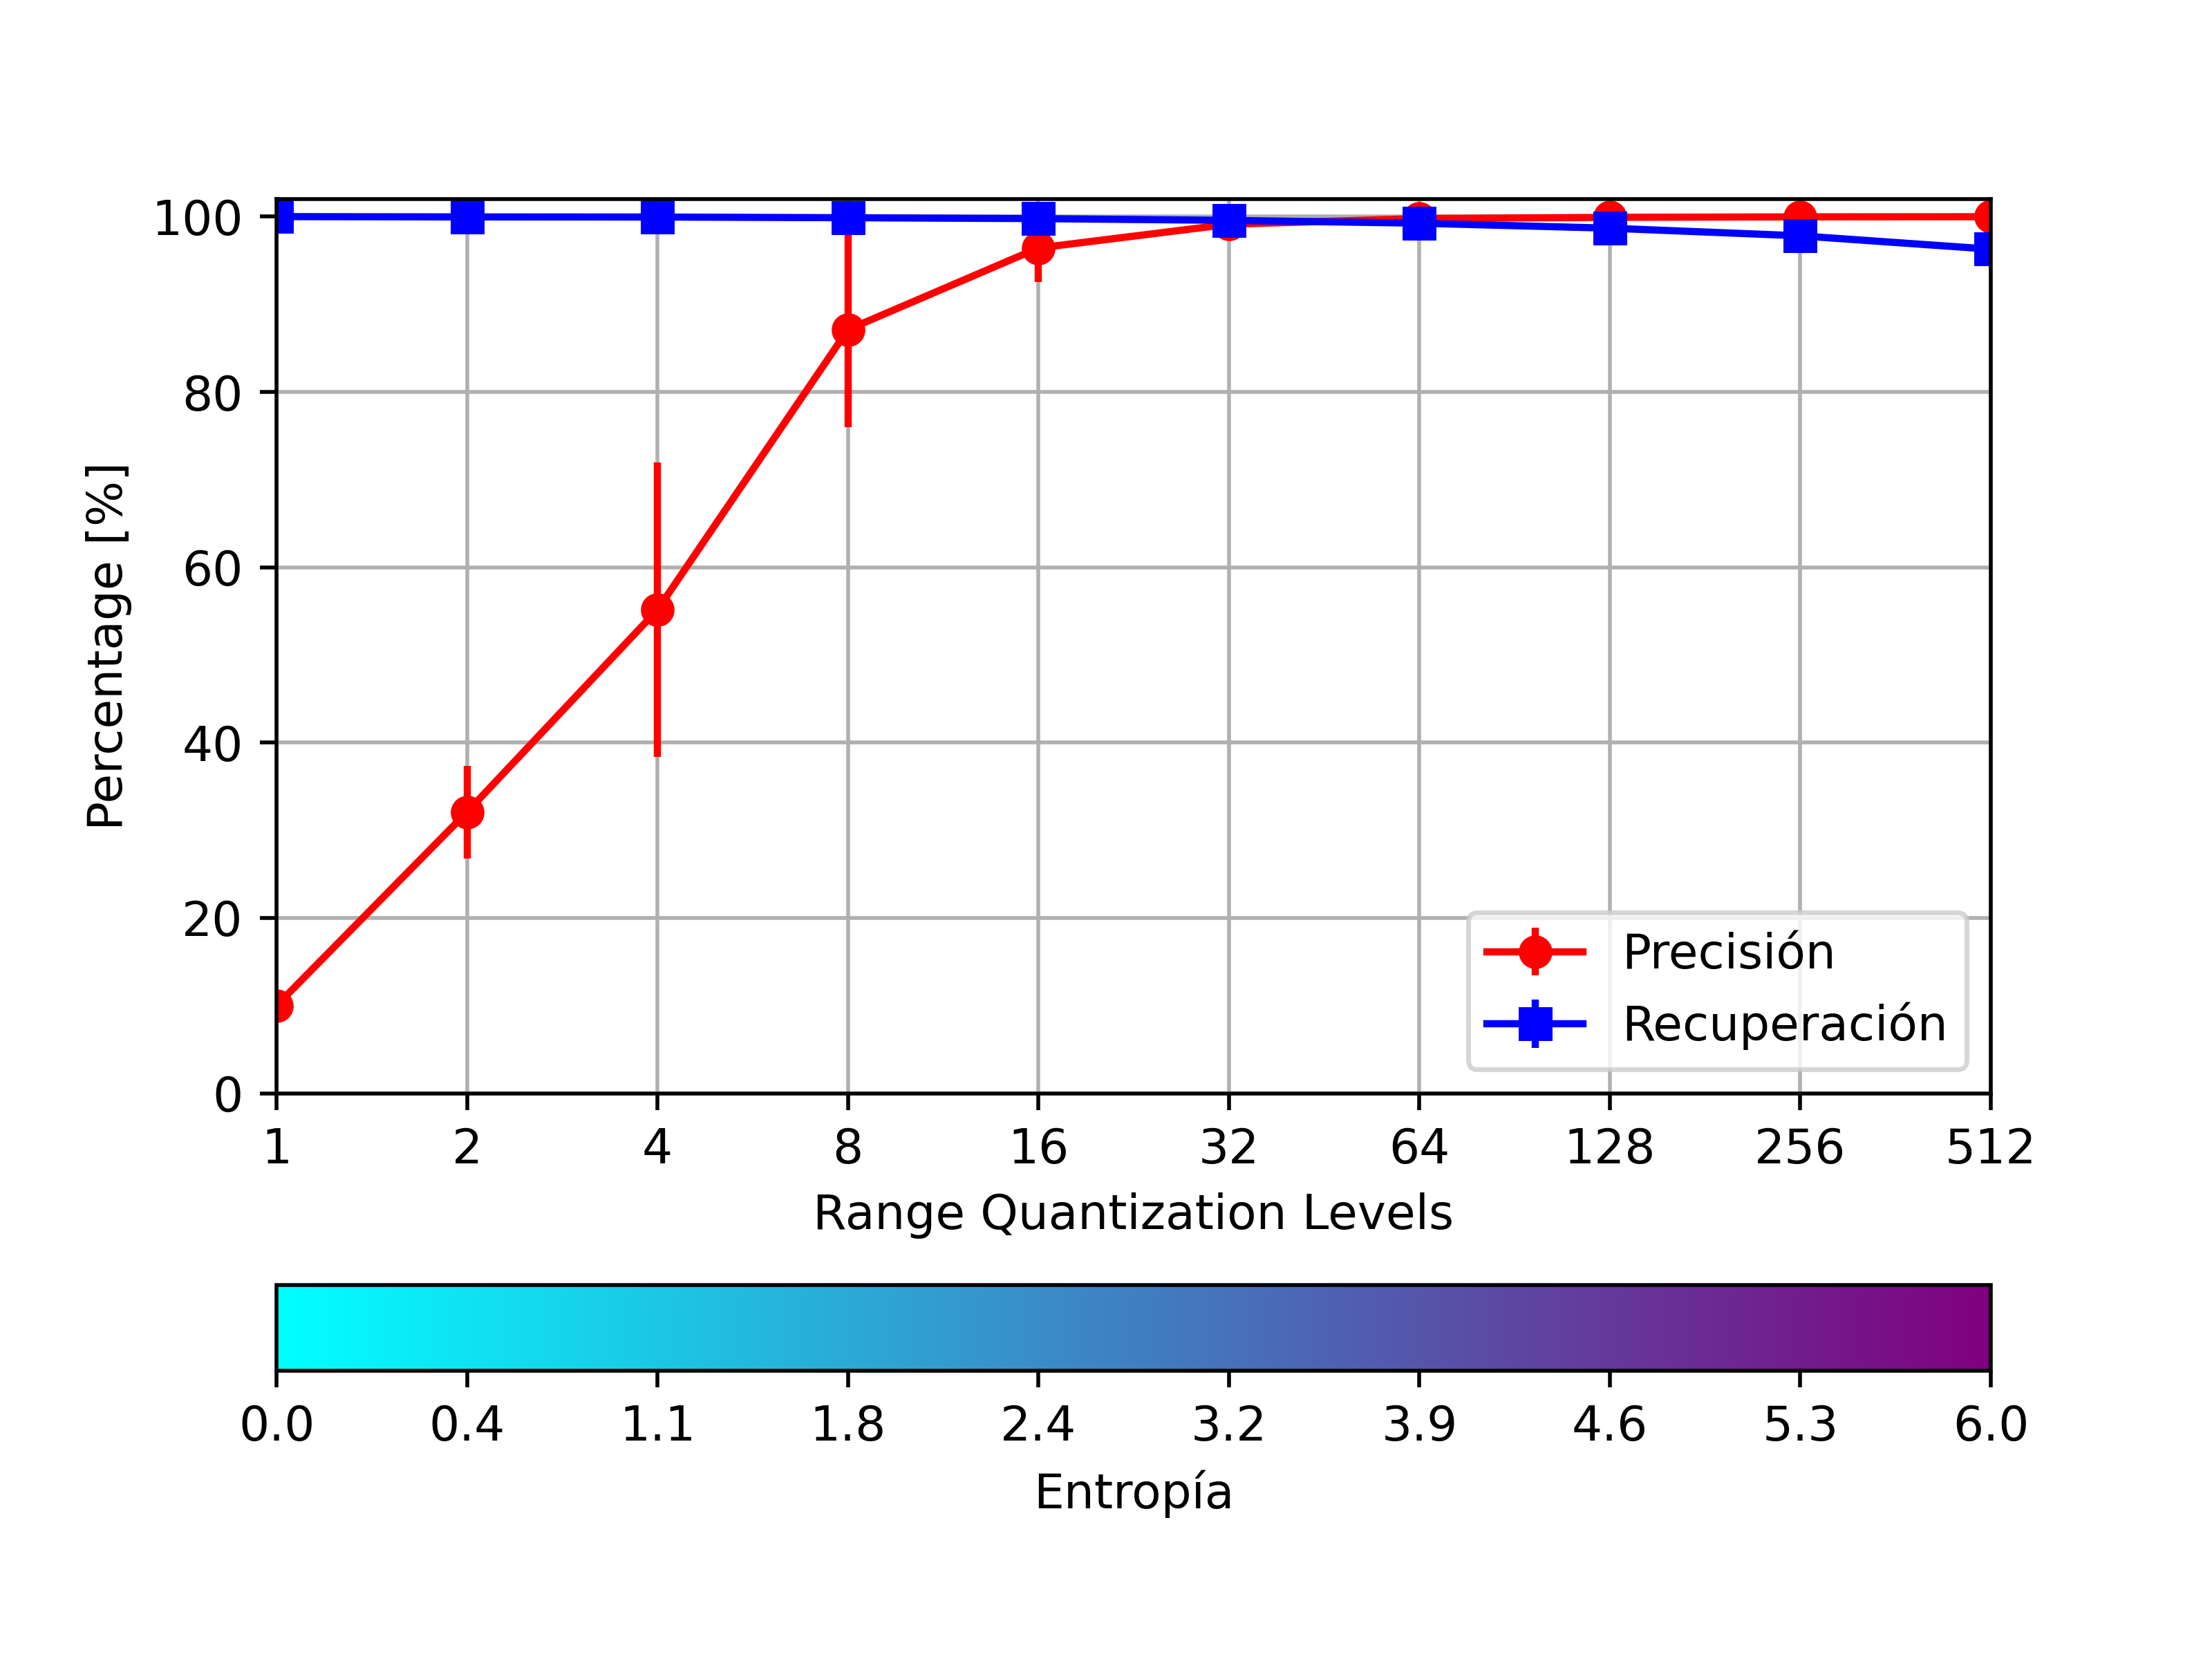 100
80
60
40
20
0
Percentage [%]
Precisión
Recuperación
1 2 4 8 16 32 64 128 256 512
Range Quantization Levels
0.0 0.4 1.1 1.8 2.4 3.2 3.9 4.6 5.3 6.0
Entropía